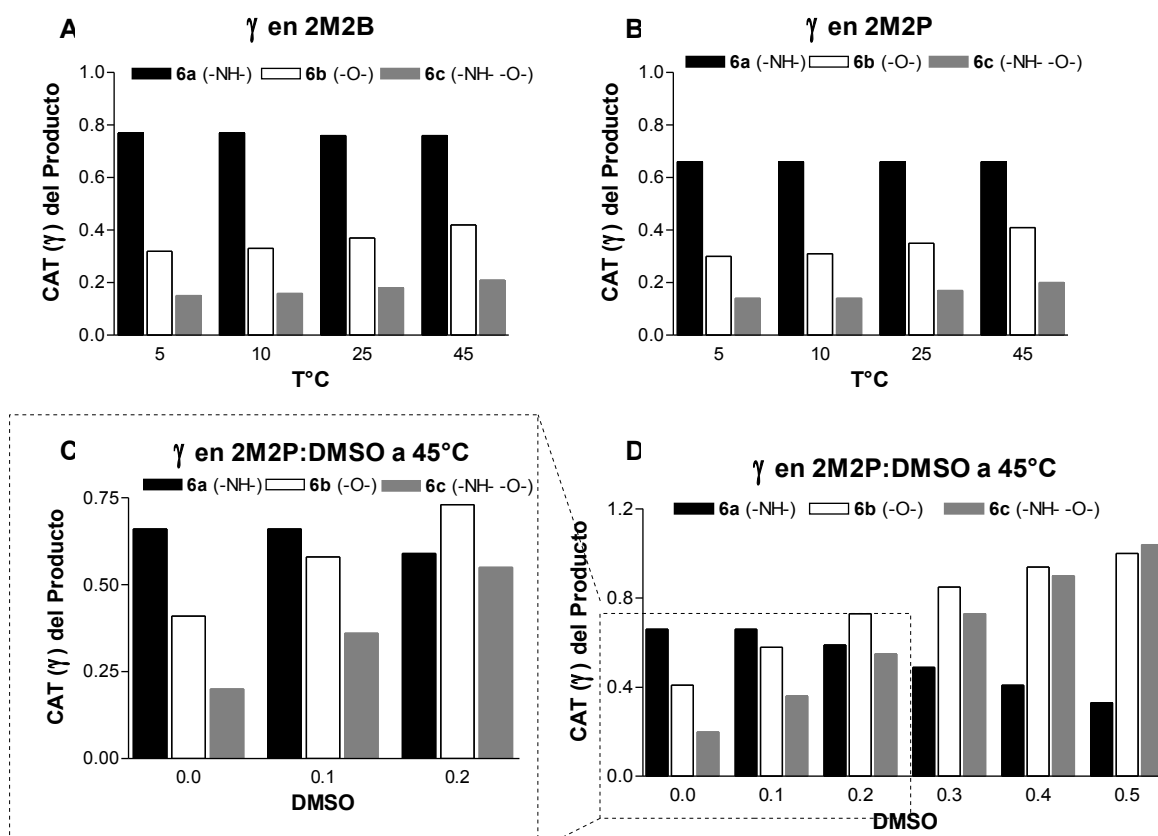 A
γ en 2M2B
6a (-NH-) 6b (-O-) 6c (-NH- -O-)
CAT (γ) del Producto
1.0
0.8
0.6
0.4
0.2
0.0
5 10 25 45
T°C
B
γ en 2M2P
6a (-NH-) 6b (-O-) 6c (-NH- -O-)
CAT (γ) del Producto
1.0
0.8
0.6
0.4
0.2
0.0
5 10 25 45
T°C
C
γ en 2M2P:DMSO a 45°C
6a (-NH-) 6b (-O-) 6c (-NH- -O-)
CAT (γ) del Producto
0.75
0.50
0.25
0.00
0.0 0.1 0.2
DMSO
D
γ en 2M2P:DMSO a 45°C
6a (-NH-) 6b (-O-) 6c (-NH- -O-)
CAT (γ) del Producto
1.2
0.8
0.4
0.0
0.0 0.1 0.2 0.3 0.4 0.5
DMSO